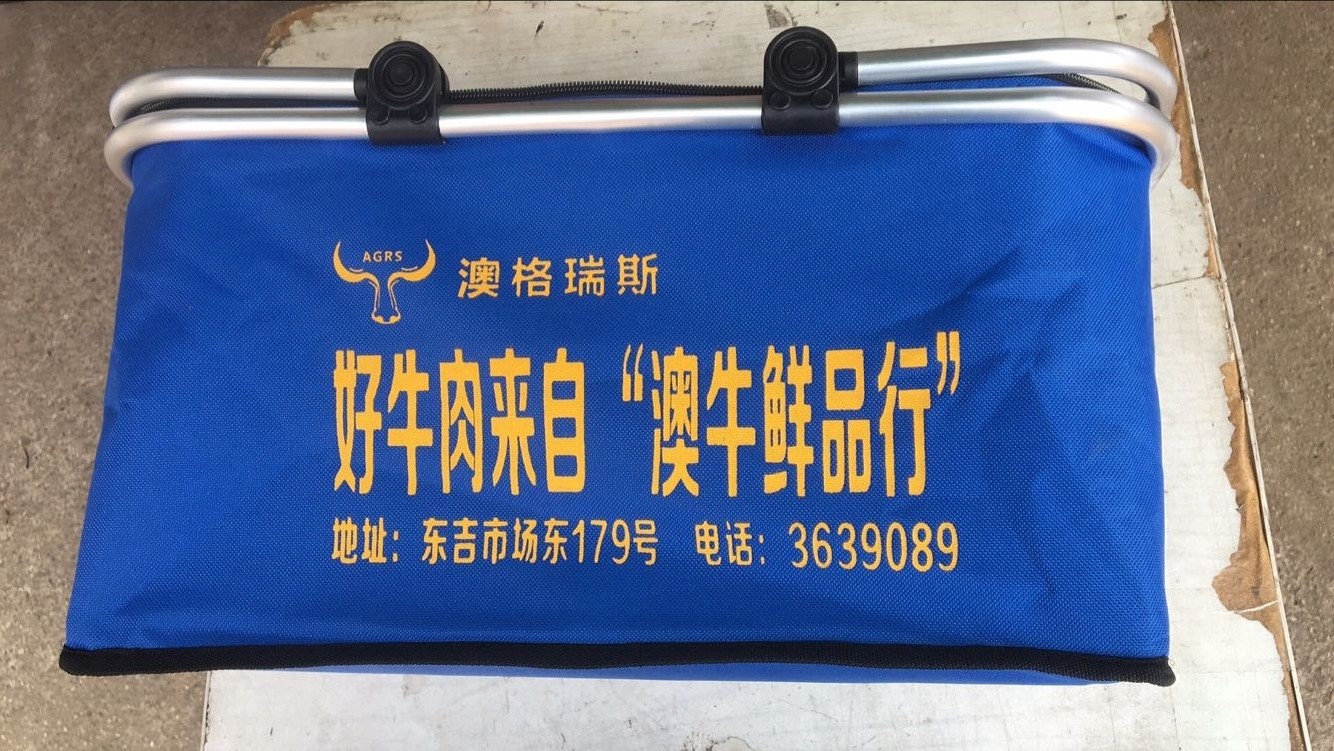 AGRS
澳格瑞斯
好牛肉来自“澳牛鲜品行”
地址：东吉市场东179号 电话：3639089